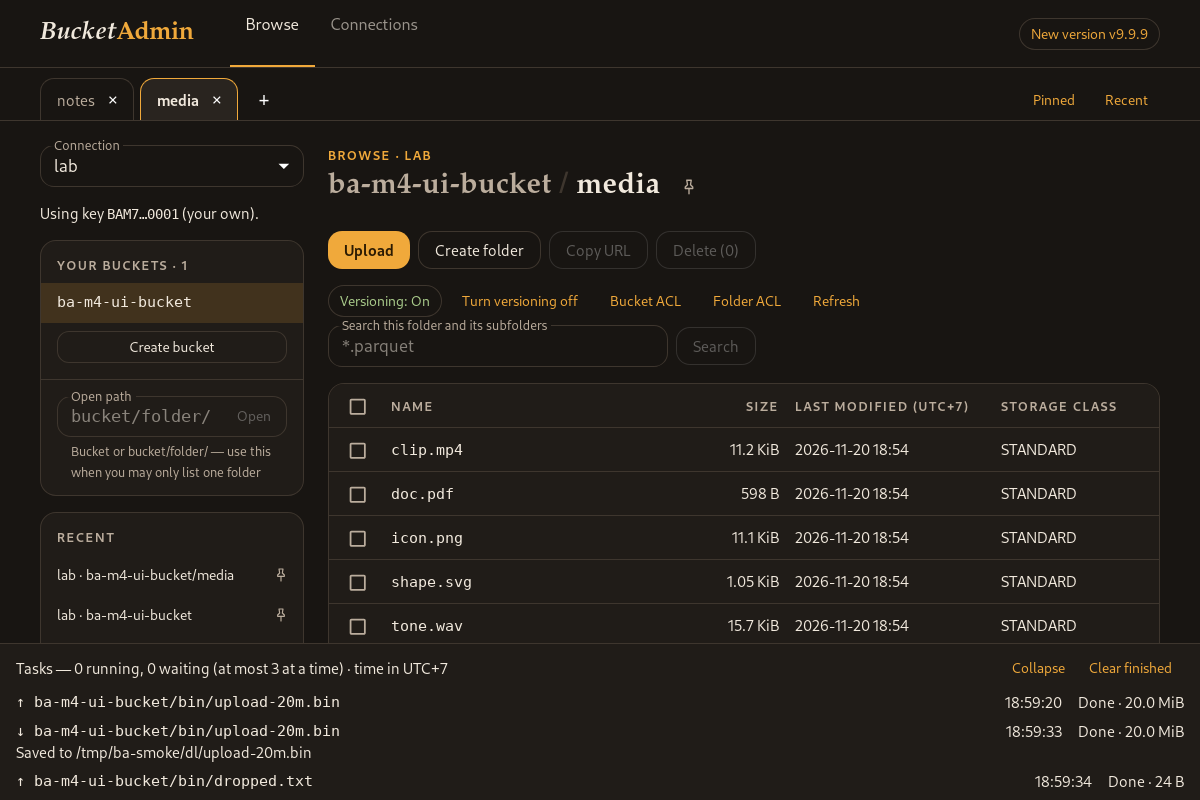 BucketAdmin
Browse Connections
New version v9.9.9
notes × media × +
Pinned Recent
Connection
lab
Using key BAM7…0001 (your own).
YOUR BUCKETS · 1
ba-m4-ui-bucket
Create bucket
Open path
bucket/folder/ Open
Bucket or bucket/folder/ — use this
when you may only list one folder
RECENT
lab · ba-m4-ui-bucket/media
lab · ba-m4-ui-bucket
BROWSE · LAB
ba-m4-ui-bucket / media
Upload Create folder Copy URL Delete (0)
Versioning: On Turn versioning off Bucket ACL Folder ACL Refresh
Search this folder and its subfolders
*.parquet Search
NAME SIZE LAST MODIFIED (UTC+7) STORAGE CLASS
clip.mp4 11.2 KiB 2026-11-20 18:54 STANDARD
doc.pdf 598 B 2026-11-20 18:54 STANDARD
icon.png 11.1 KiB 2026-11-20 18:54 STANDARD
shape.svg 1.05 KiB 2026-11-20 18:54 STANDARD
tone.wav 15.7 KiB 2026-11-20 18:54 STANDARD
Tasks — 0 running, 0 waiting (at most 3 at a time) · time in UTC+7 Collapse Clear finished
↑ ba-m4-ui-bucket/bin/upload-20m.bin 18:59:20 Done · 20.0 MiB
↓ ba-m4-ui-bucket/bin/upload-20m.bin 18:59:33 Done · 20.0 MiB
Saved to /tmp/ba-smoke/dl/upload-20m.bin
↑ ba-m4-ui-bucket/bin/dropped.txt 18:59:34 Done · 24 B